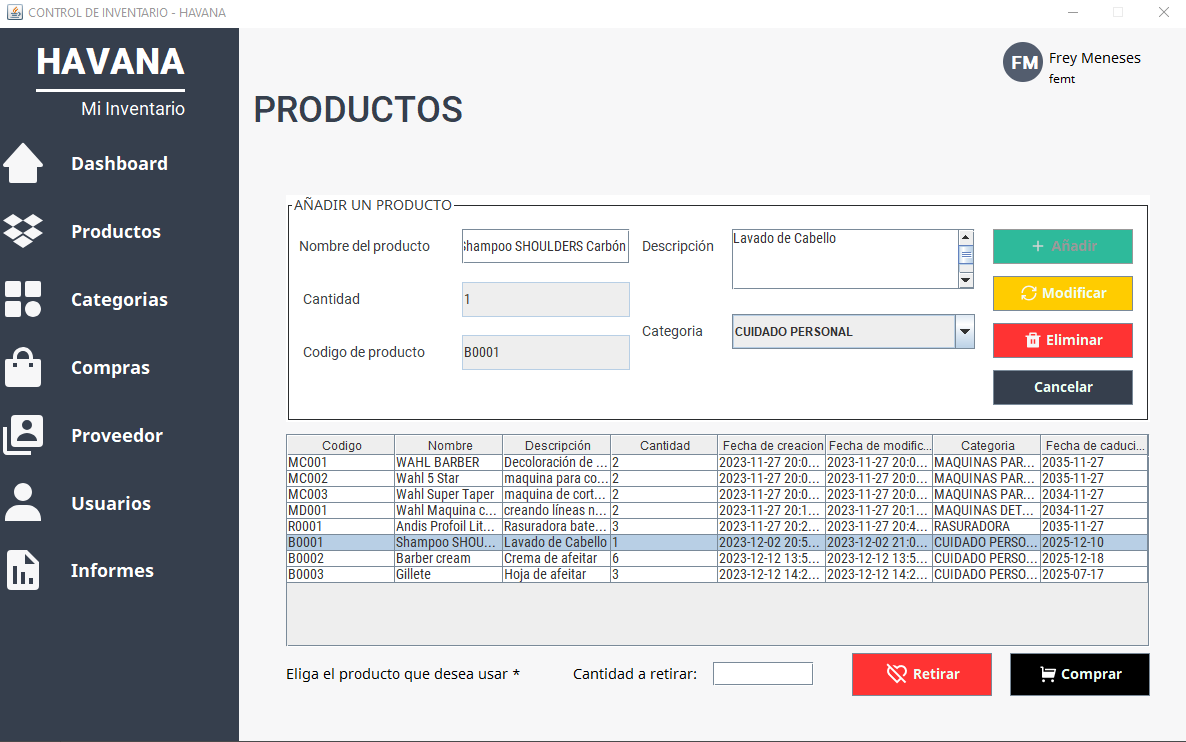 CONTROL DE INVENTARIO - HAVANA
HAVANA
Mi Inventario
Dashboard
Productos
Categorias
Compras
Proveedor
Usuarios
Informes
FM
Frey Meneses
femt
PRODUCTOS
AÑADIR UN PRODUCTO
Nombre del producto
Shampoo SHOULDERS Carbón
Descripción
Lavado de Cabello
Añadir
Cantidad
1
Modificar
Categoria
CUIDADO PERSONAL
Eliminar
Codigo de producto
B0001
Cancelar
Codigo Nombre Descripción Cantidad Fecha de creacion Fecha de modific... Categoria Fecha de caduci...
MC001 WAHL BARBER Decoloración de ... 2 2023-11-27 20:0... 2023-11-27 20:0... MAQUINAS PAR... 2035-11-27
MC002 Wahl 5 Star maquina para co... 2 2023-11-27 20:0... 2023-11-27 20:0... MAQUINAS PAR... 2035-11-27
MC003 Wahl Super Taper maquina de cort... 2 2023-11-27 20:0... 2023-11-27 20:0... MAQUINAS PAR... 2034-11-27
MD001 Wahl Maquina c... creando líneas n... 2 2023-11-27 20:1... 2023-11-27 20:1... MAQUINAS DET... 2034-11-27
R0001 Andis Profoil Lit... Rasuradora bate... 3 2023-11-27 20:2... 2023-11-27 20:4... RASURADORA 2035-11-27
B0001 Shampoo SHOU... Lavado de Cabello 1 2023-12-02 20:5... 2023-12-02 21:0... CUIDADO PERSO... 2025-12-10
B0002 Barber cream Crema de afeitar 6 2023-12-12 13:5... 2023-12-12 13:5... CUIDADO PERSO... 2025-12-18
B0003 Gillete Hoja de afeitar 3 2023-12-12 14:2... 2023-12-12 14:2... CUIDADO PERSO... 2025-07-17
Eliga el producto que desea usar *
Cantidad a retirar:
Retirar
Comprar